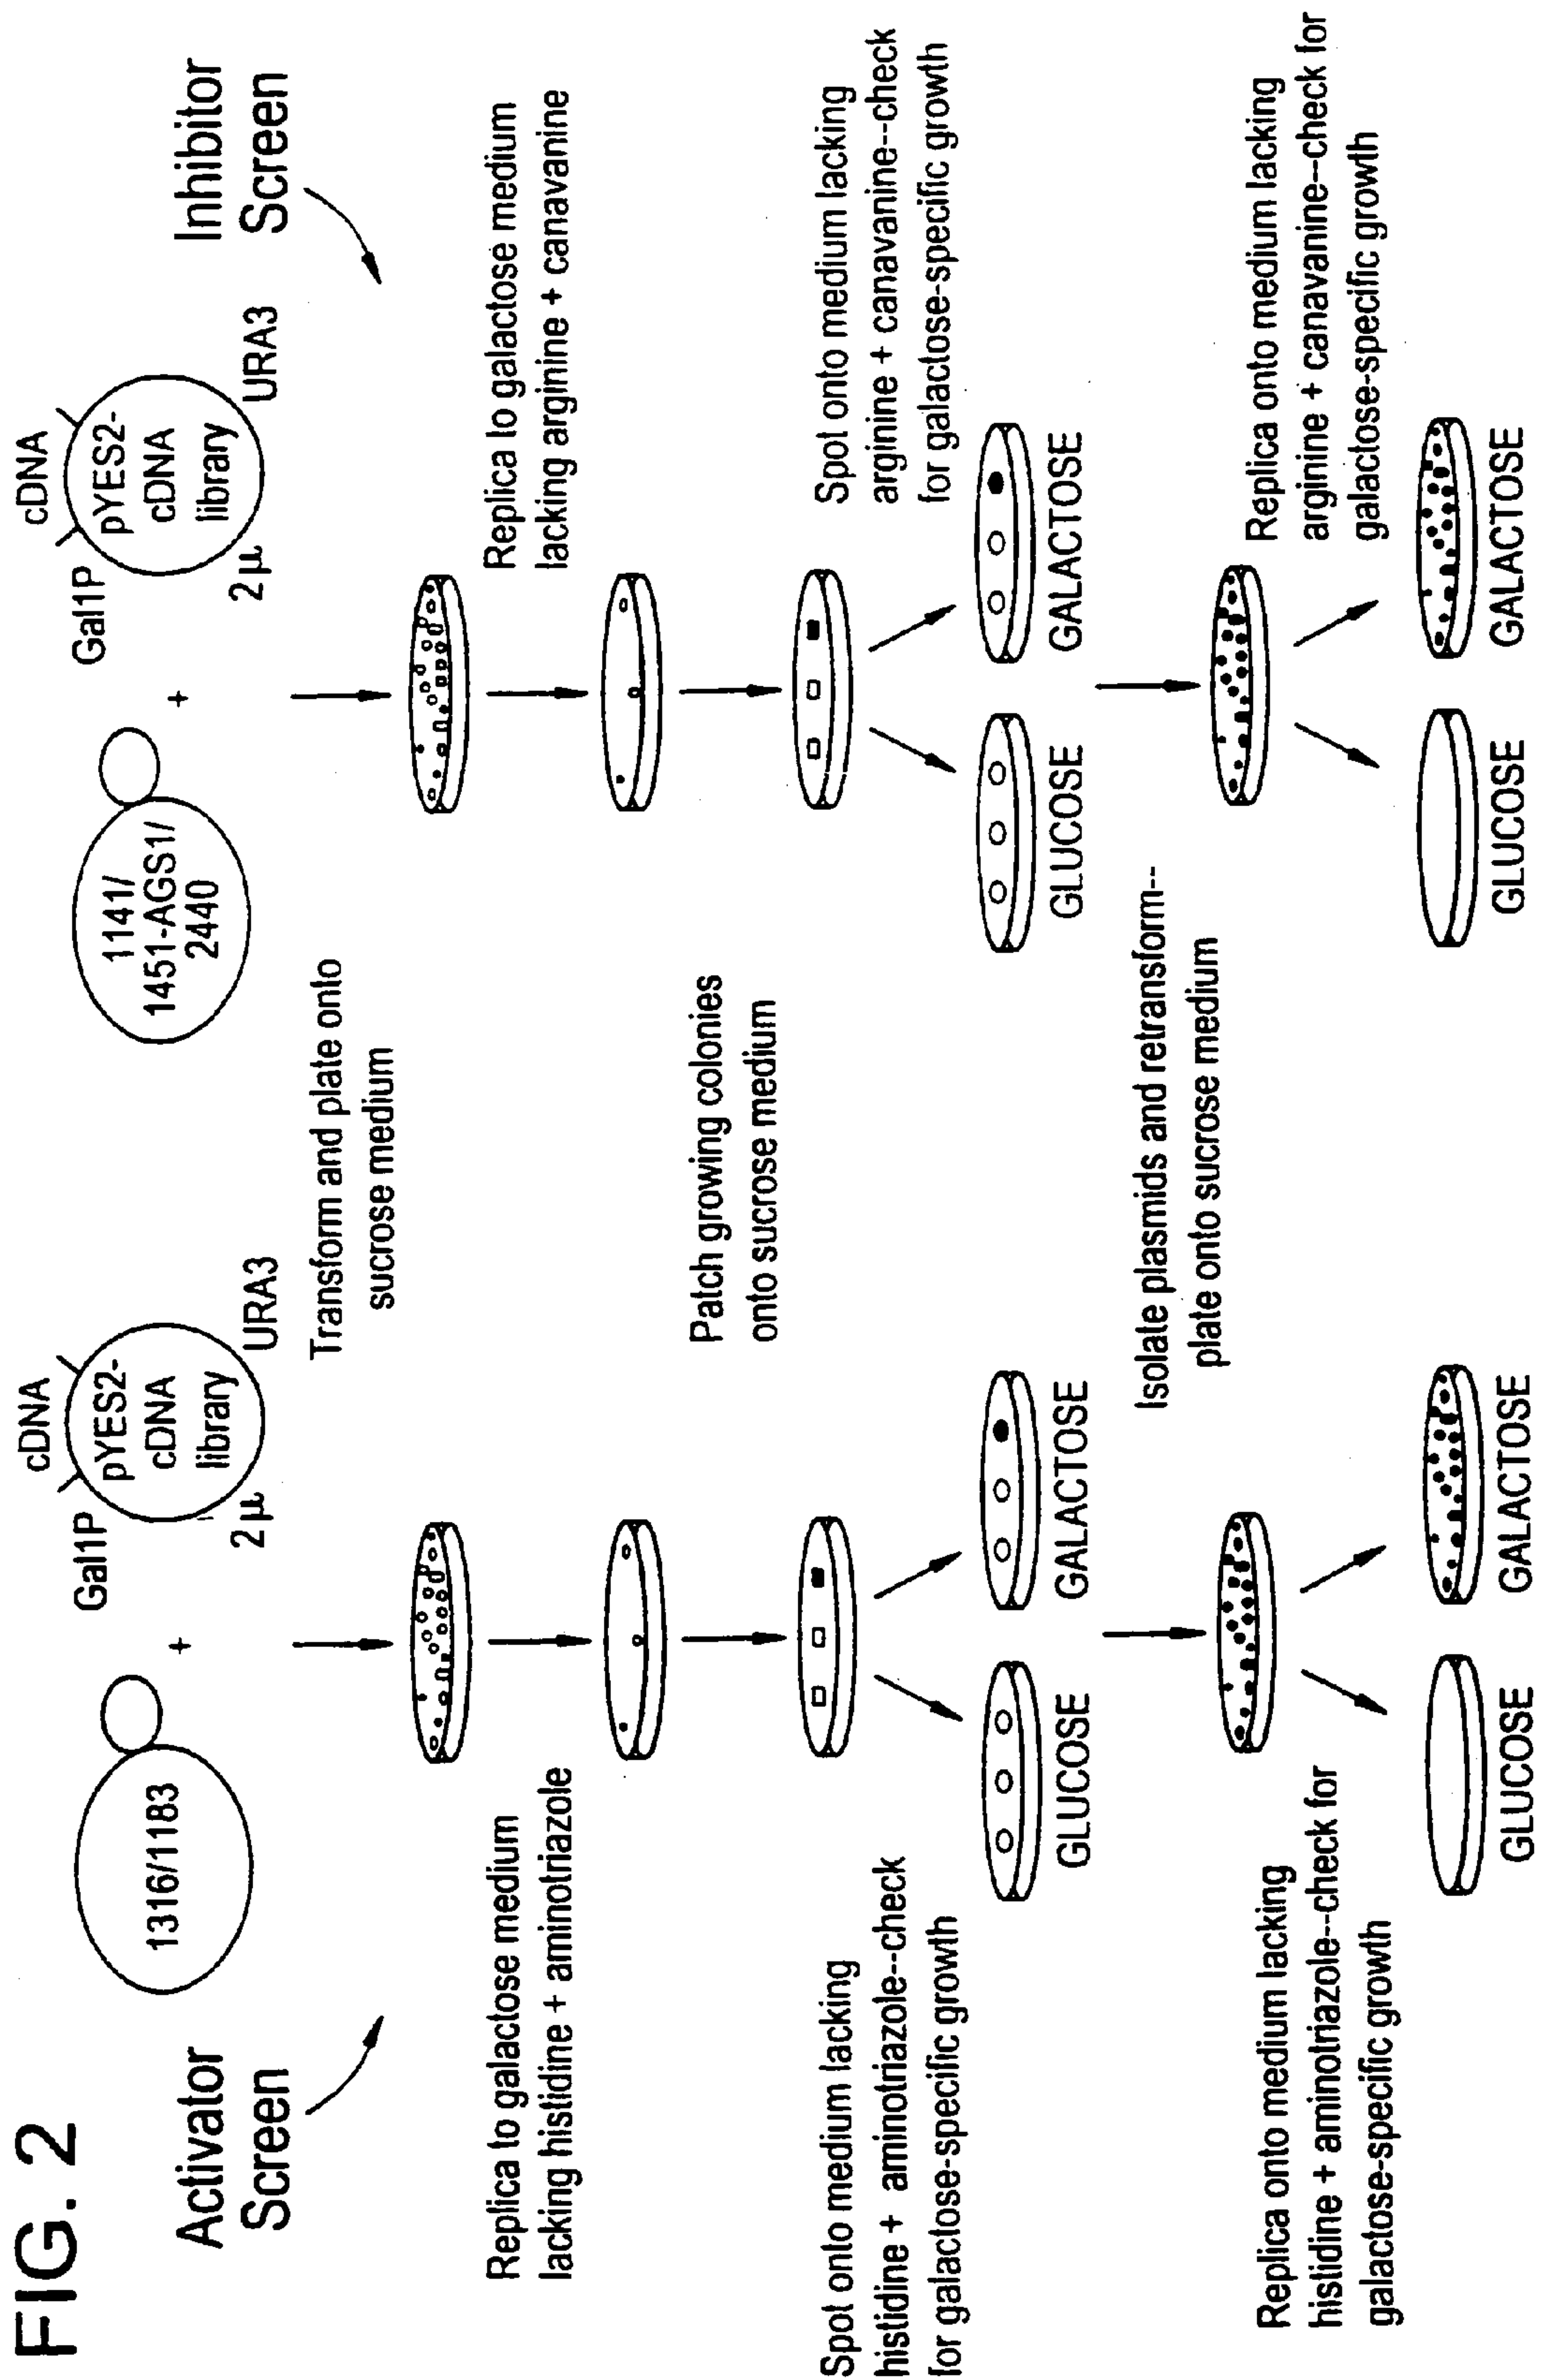 FIG. 2
Activator
Screen
1316/1183
+
Gal1P
cDNA
pYES2-
cDNA
library
2μ
URA3
Transform and plate onto
sucrose medium
1141/
1451-AGS1/
2440
+
Gal1P
cDNA
pYES2-
cDNA
library
2μ
URA3
Inhibitor
Screen
Replica to galactose medium
lacking histidine + aminotriazole
Replica to galactose medium
lacking arginine + canavanine
Patch growing colonies
onto sucrose medium
Spot onto medium lacking
histidine + aminotriazole--check
for galactose-specific growth
GLUCOSE
GALACTOSE
Spot onto medium lacking
arginine + canavanine--check
for galactose-specific growth
GLUCOSE
GALACTOSE
Isolate plasmids and retransform--
plate onto sucrose medium
Replica onto medium lacking
histidine + aminotriazole--check for
galactose-specific growth
GLUCOSE
GALACTOSE
Replica onto medium lacking
arginine + canavanine--check for
galactose-specific growth
GLUCOSE
GALACTOSE